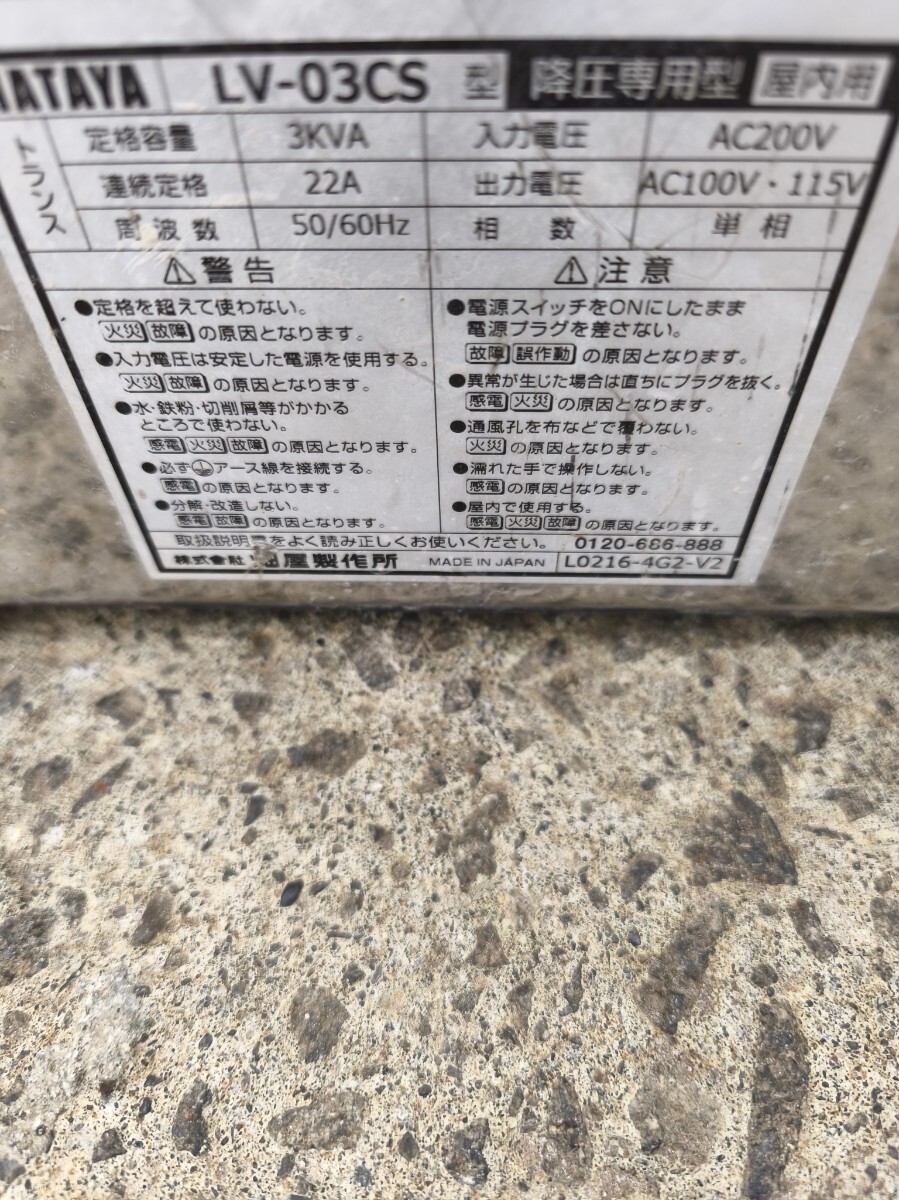 HATAYA LV-03CS 型 降圧専用型 屋内用
トランス
定格容量 3KVA 入力電圧 AC200V
連続定格 22A 出力電圧 AC100V・115V
周波数 50/60Hz 相数 単相
⚠警告
●定格を超えて使わない。
火災 故障 の原因となります。
●入力電圧は安定した電源を使用する。
火災 故障 の原因となります。
●水・鉄粉・切削屑等がかかる
ところで使わない。
感電 火災 故障 の原因となります。
●必ず⏚アース線を接続する。
感電 の原因となります。
●分解・改造しない。
感電 故障 の原因となります。
⚠注意
●電源スイッチをONにしたまま
電源プラグを差さない。
故障 誤作動 の原因となります。
●異常が生じた場合は直ちにプラグを抜く。
感電 火災 の原因となります。
●通風孔を布などで覆わない。
火災 の原因となります。
●濡れた手で操作しない。
感電 の原因となります。
●屋内で使用する。
感電 火災 故障 の原因となります。
取扱説明書をよく読み正しくお使いください。 0120-686-888
株式会社 畑屋製作所 MADE IN JAPAN L0216-4G2-V2